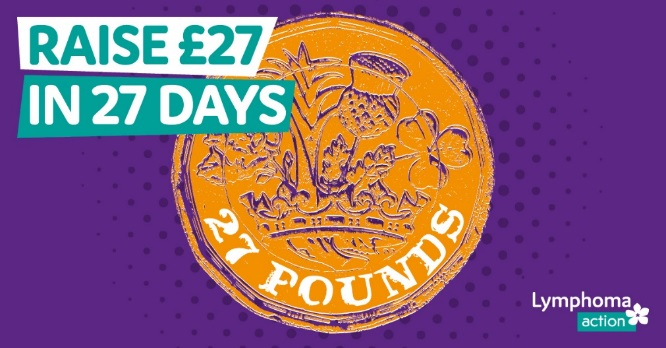 RAISE £27
IN 27 DAYS
27 POUNDS
Lymphoma
action